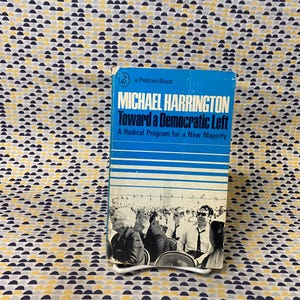 a Pelican Book
MICHAEL HARRINGTON
Toward a Democratic Left
A Radical Program for a New Majority